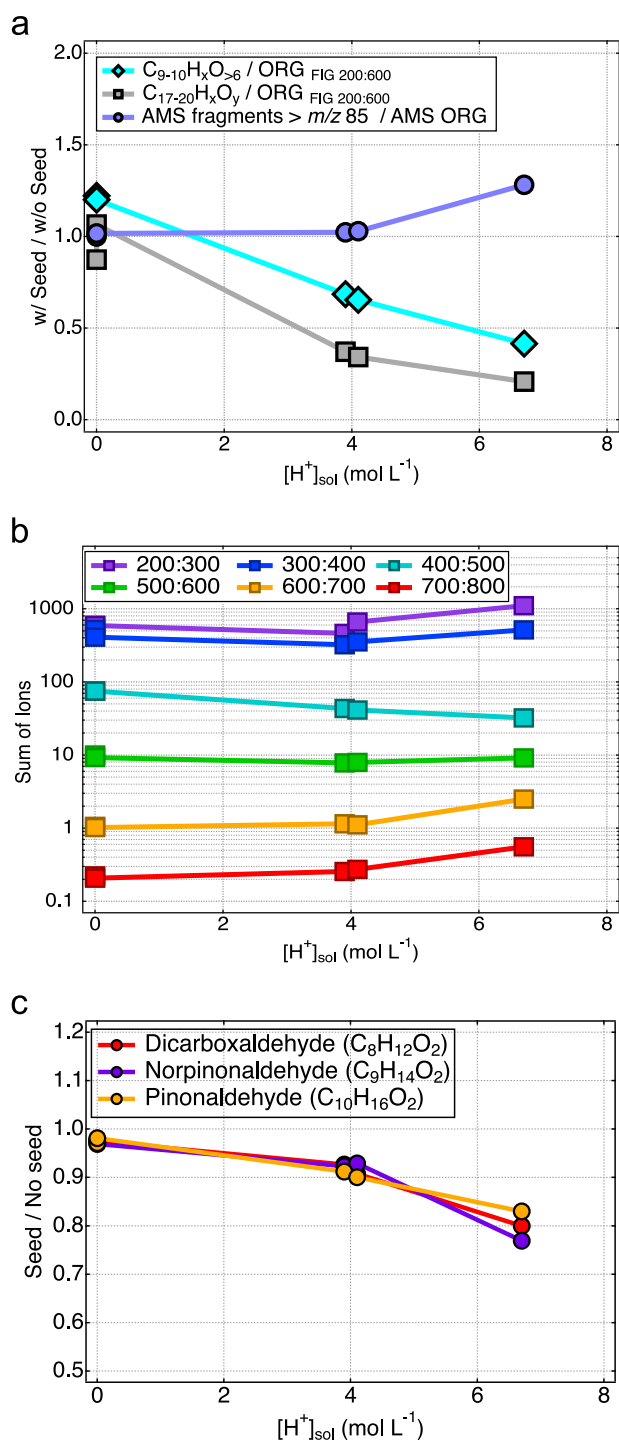 a
2.0
C9-10HxO>6 / ORG FIG 200:600
C17-20HxOy / ORG FIG 200:600
AMS fragments > m/z 85 / AMS ORG
1.5
1.0
0.5
0.0
w/ Seed / w/o Seed
0 2 4 6 8
[H+]sol (mol L-1)
b
200:300 300:400 400:500
500:600 600:700 700:800
1000
100
10
1
0.1
Sum of Ions
0 2 4 6 8
[H+]sol (mol L-1)
c
1.2
Dicarboxaldehyde (C8H12O2)
Norpinonaldehyde (C9H14O2)
Pinonaldehyde (C10H16O2)
1.1
1.0
0.9
0.8
0.7
0.6
0.5
Seed / No seed
0 2 4 6 8
[H+]sol (mol L-1)